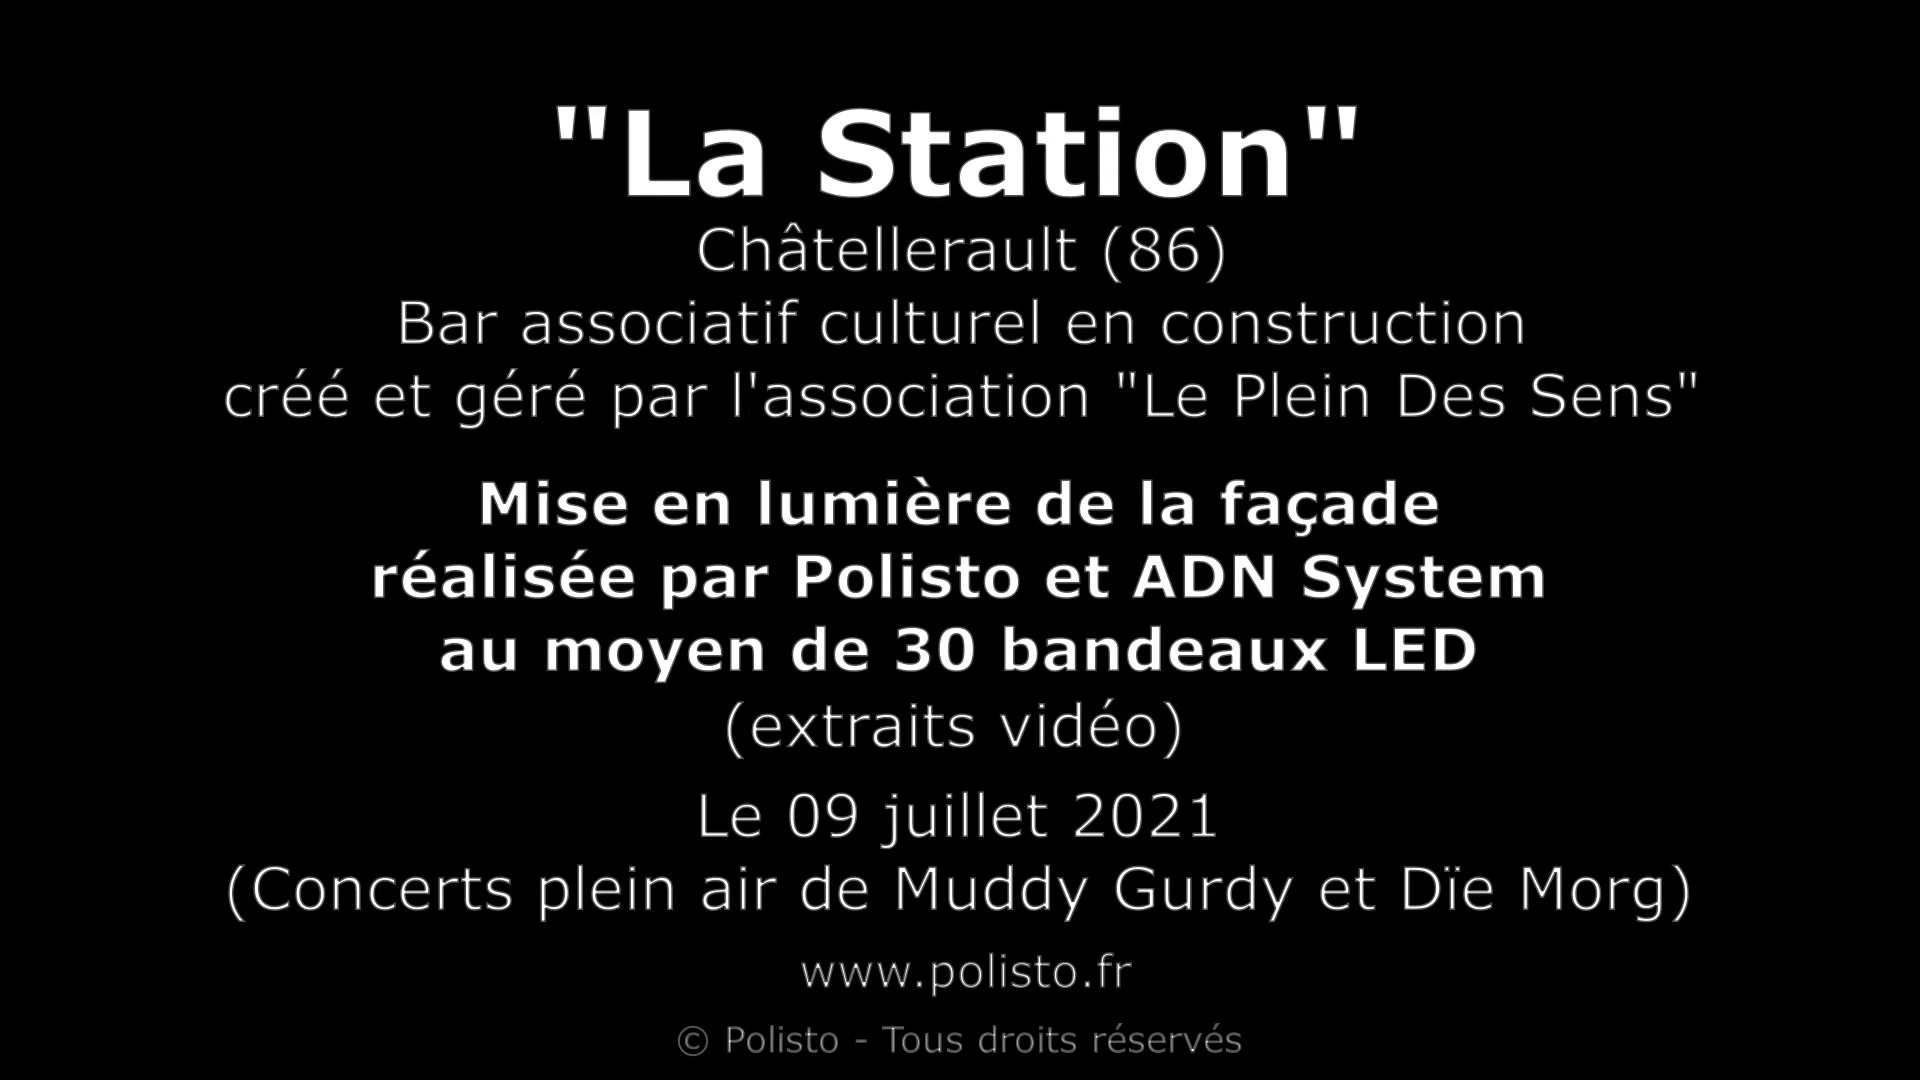 "La Station"
Châtellerault (86)
Bar associatif culturel en construction
créé et géré par l'association "Le Plein Des Sens"
Mise en lumière de la façade
réalisée par Polisto et ADN System
au moyen de 30 bandeaux LED
(extraits vidéo)
Le 09 juillet 2021
(Concerts plein air de Muddy Gurdy et Dïe Morg)
www.polisto.fr
© Polisto - Tous droits réservés